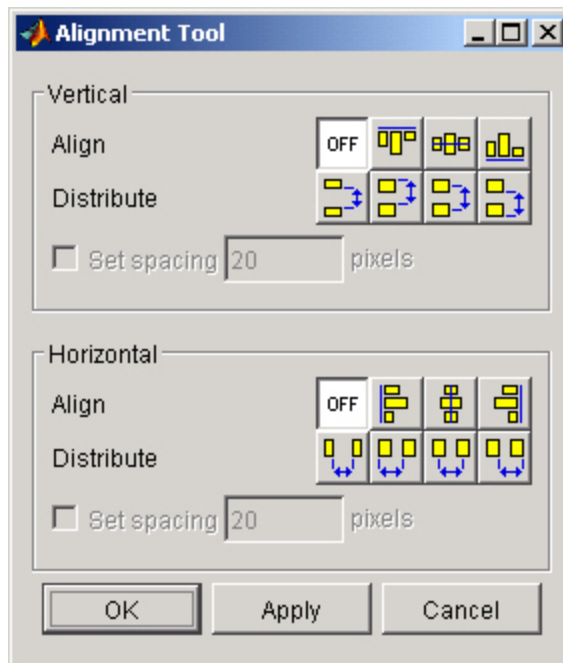 Alignment Tool
Vertical
Align OFF
Distribute
Set spacing 20 pixels
Horizontal
Align OFF
Distribute
Set spacing 20 pixels
OK Apply Cancel